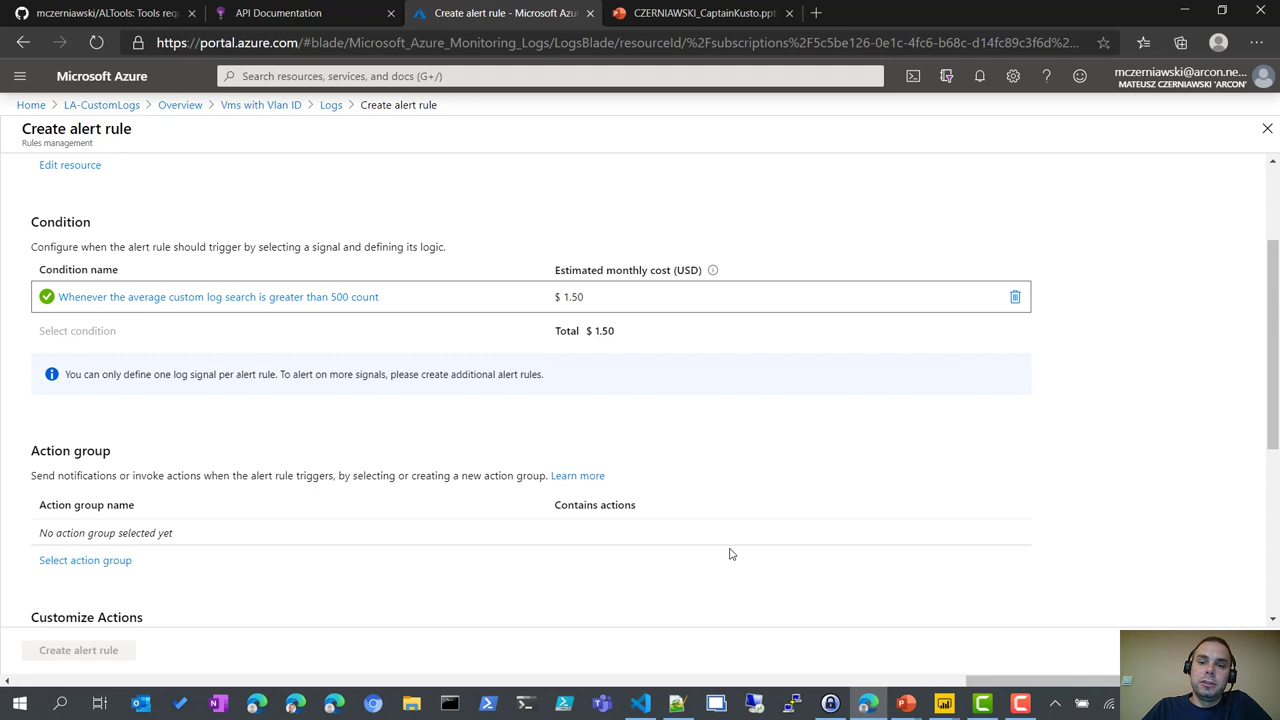 mczerniawski/ALTools: Tools requ
API Documentation
Create alert rule - Microsoft Azu
CZERNIAWSKI_CaptainKusto.ppt
https://portal.azure.com/#blade/Microsoft_Azure_Monitoring_Logs/LogsBlade/resourceId/%2Fsubscriptions%2F5c5be126-0e1c-4fc6-b68c-d14fc89c3f6d%2...
Microsoft Azure
Search resources, services, and docs (G+/)
mczerniawski@arcon.ne...
MATEUSZ CZERNIAWSKI 'ARCON'
Home > LA-CustomLogs > Overview > Vms with Vlan ID > Logs > Create alert rule
Create alert rule
Rules management
Edit resource
Condition
Configure when the alert rule should trigger by selecting a signal and defining its logic.
Condition name Estimated monthly cost (USD)
Whenever the average custom log search is greater than 500 count $ 1.50
Select condition Total $ 1.50
You can only define one log signal per alert rule. To alert on more signals, please create additional alert rules.
Action group
Send notifications or invoke actions when the alert rule triggers, by selecting or creating a new action group. Learn more
Action group name Contains actions
No action group selected yet
Select action group
Customize Actions
Create alert rule